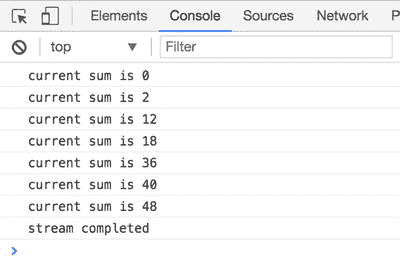 Elements Console Sources Network
top ▼ Filter
current sum is 0
current sum is 2
current sum is 12
current sum is 18
current sum is 36
current sum is 40
current sum is 48
stream completed
>